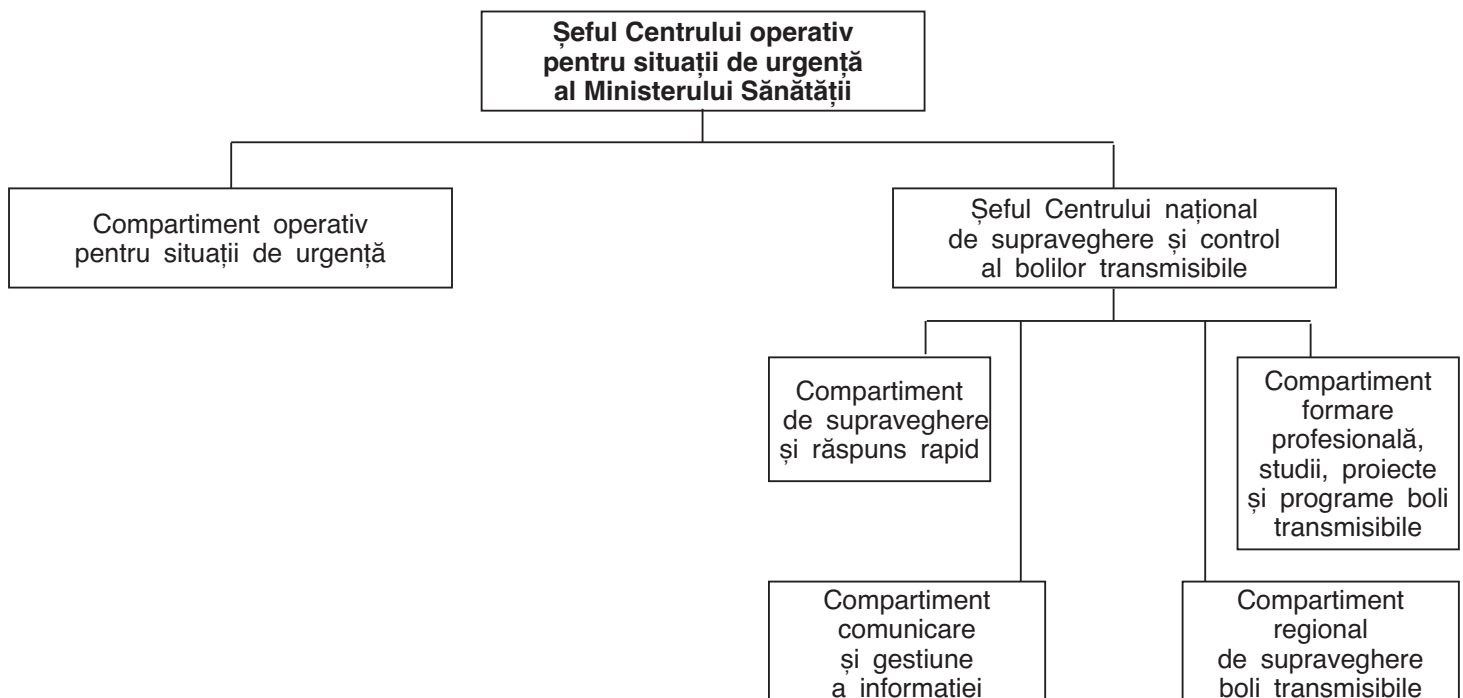 Șeful Centrului operativ
pentru situații de urgență
al Ministerului Sănătății
Compartiment operativ
pentru situații de urgență
Șeful Centrului național
de supraveghere și control
al bolilor transmisibile
Compartiment
de supraveghere
și răspuns rapid
Compartiment
formare
profesională,
studii, proiecte
și programe boli
transmisibile
Compartiment
comunicare
și gestiune
a informației
Compartiment
regional
de supraveghere
boli transmisibile